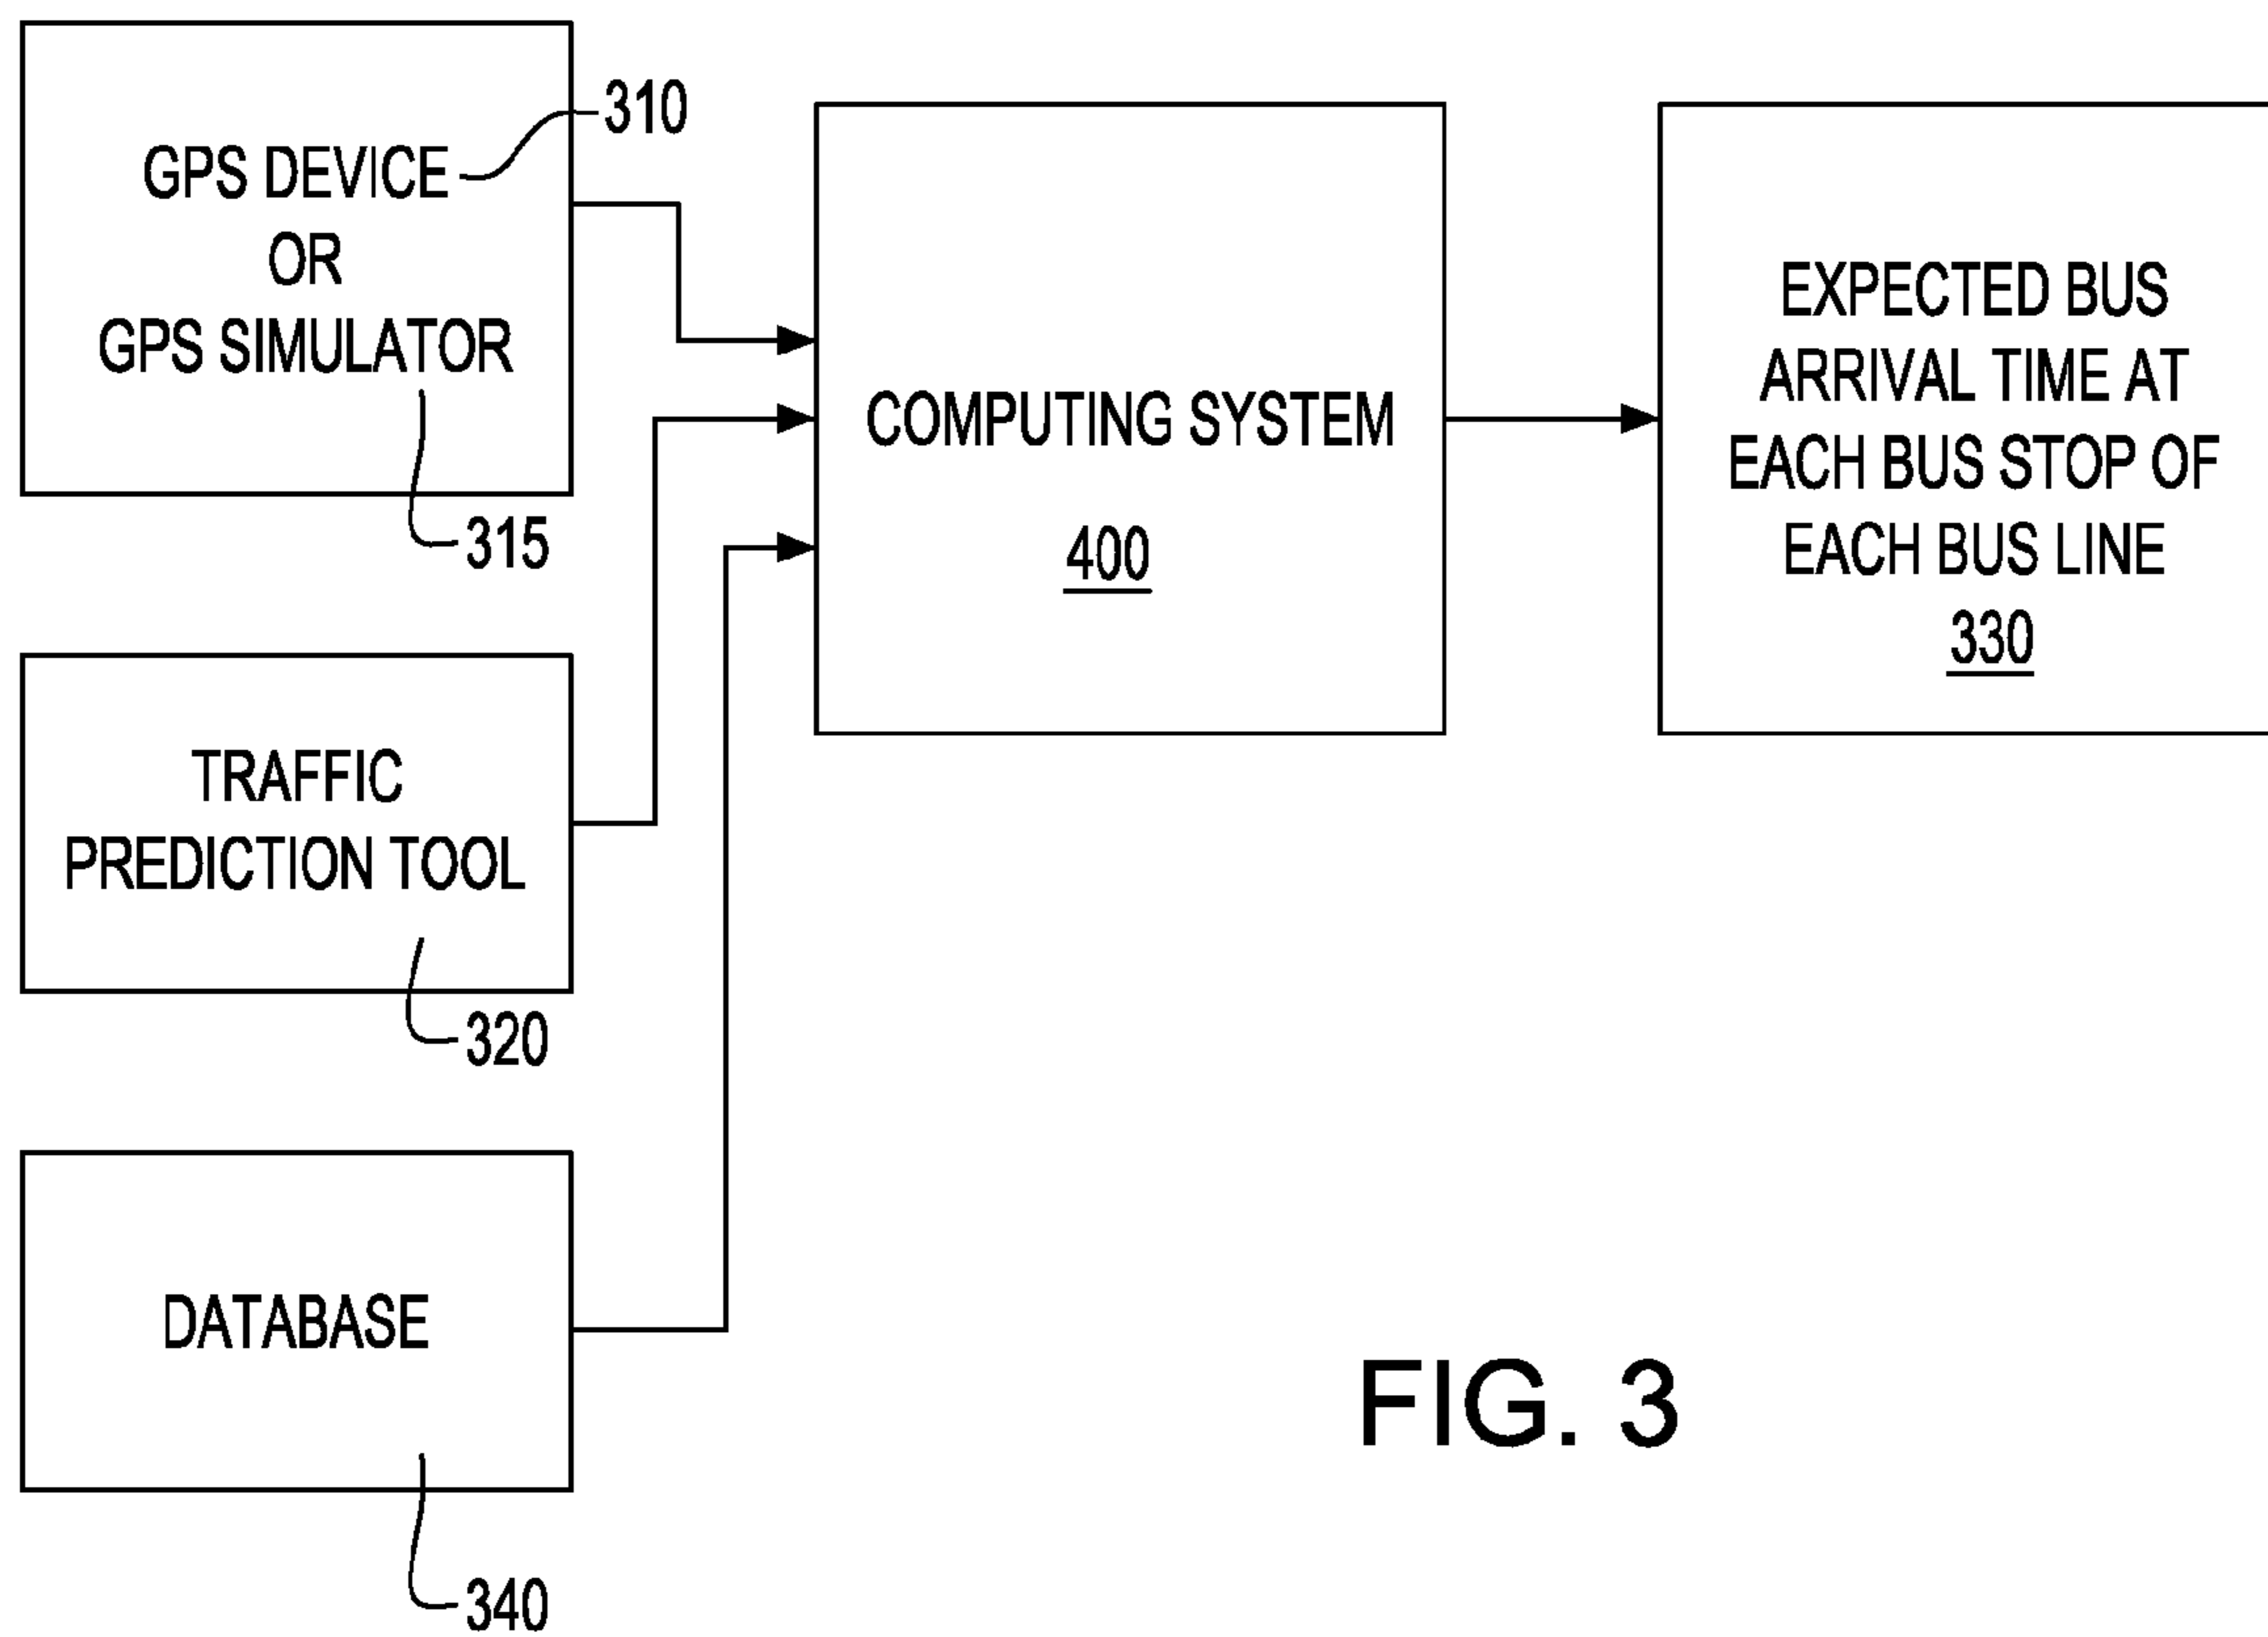 310
GPS DEVICE
OR
GPS SIMULATOR
315
COMPUTING SYSTEM
400
EXPECTED BUS
ARRIVAL TIME AT
EACH BUS STOP OF
EACH BUS LINE
330
TRAFFIC
PREDICTION TOOL
320
DATABASE
340
FIG. 3